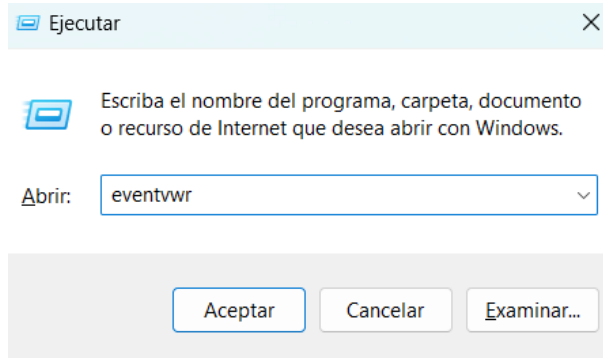 Ejecutar
Escriba el nombre del programa, carpeta, documento
o recurso de Internet que desea abrir con Windows.
Abrir: eventvwr
Aceptar Cancelar Examinar...